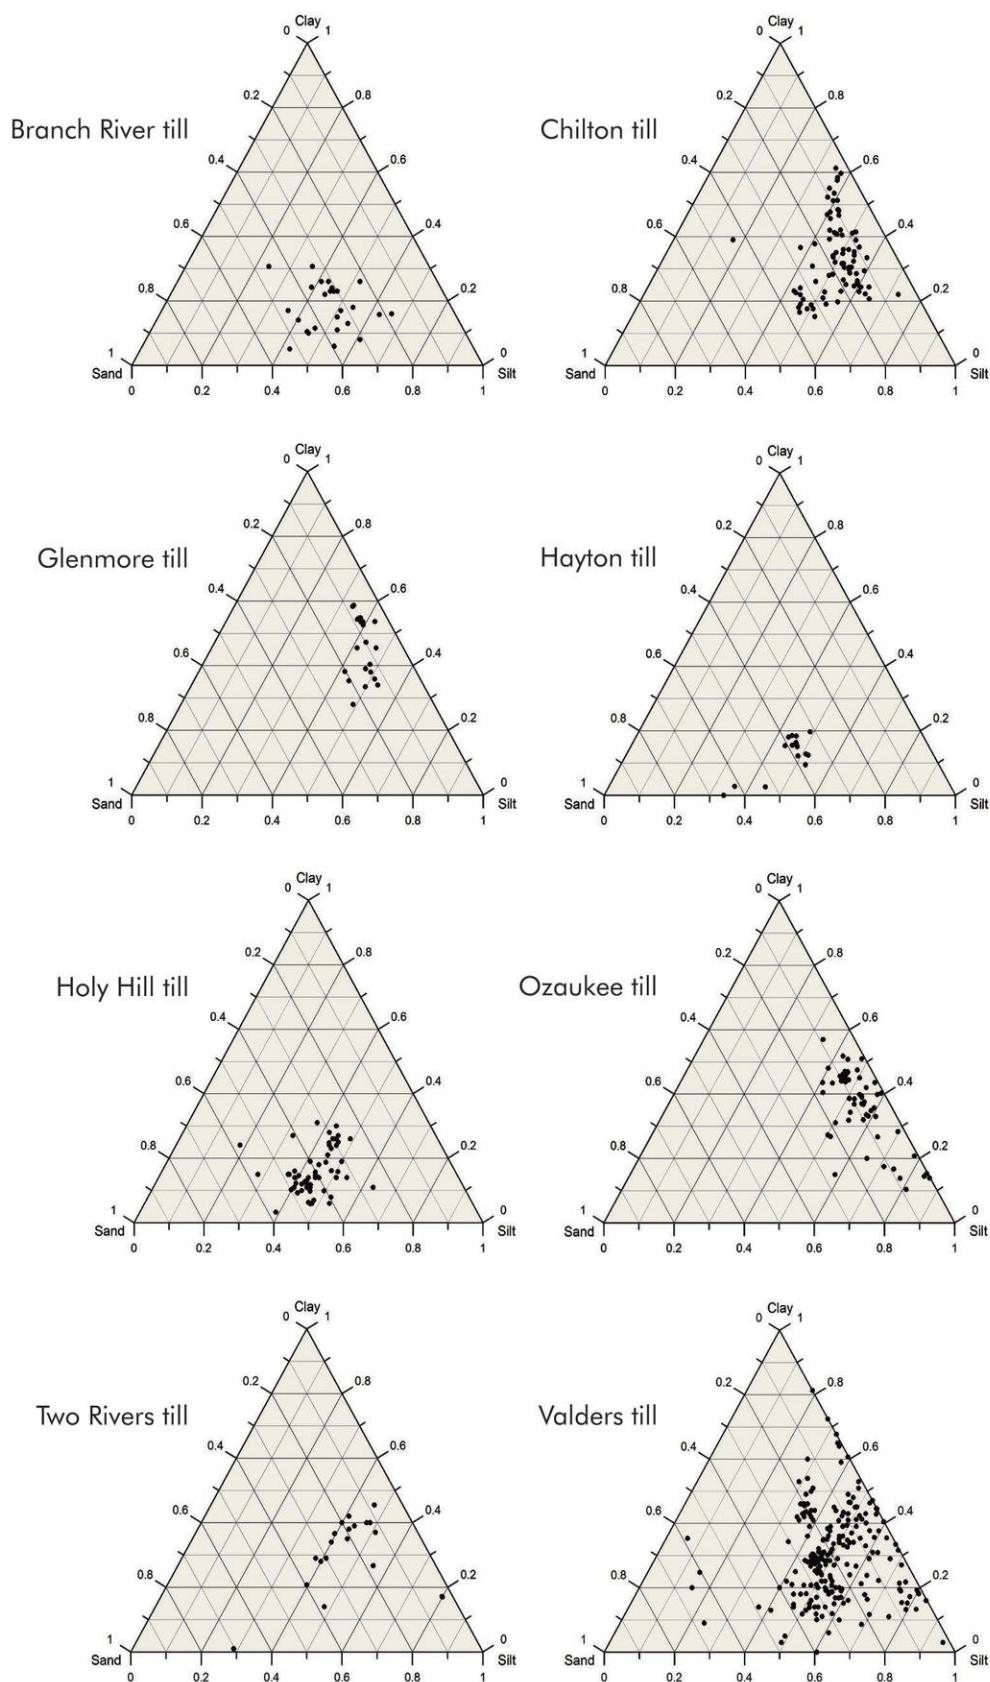 Clay
0 1
0.2 0.8
Branch River till
0.4 0.6
0.6 0.4
0.8 0.2
1 0
Sand Silt
0 0.2 0.4 0.6 0.8 1
Clay
0 1
0.2 0.8
Chilton till
0.4 0.6
0.6 0.4
0.8 0.2
1 0
Sand Silt
0 0.2 0.4 0.6 0.8 1
Clay
0 1
0.2 0.8
Glenmore till
0.4 0.6
0.6 0.4
0.8 0.2
1 0
Sand Silt
0 0.2 0.4 0.6 0.8 1
Clay
0 1
0.2 0.8
Hayton till
0.4 0.6
0.6 0.4
0.8 0.2
1 0
Sand Silt
0 0.2 0.4 0.6 0.8 1
Clay
0 1
0.2 0.8
Holy Hill till
0.4 0.6
0.6 0.4
0.8 0.2
1 0
Sand Silt
0 0.2 0.4 0.6 0.8 1
Clay
0 1
0.2 0.8
Ozaukee till
0.4 0.6
0.6 0.4
0.8 0.2
1 0
Sand Silt
0 0.2 0.4 0.6 0.8 1
Clay
0 1
0.2 0.8
Two Rivers till
0.4 0.6
0.6 0.4
0.8 0.2
1 0
Sand Silt
0 0.2 0.4 0.6 0.8 1
Clay
0 1
0.2 0.8
Valders till
0.4 0.6
0.6 0.4
0.8 0.2
1 0
Sand Silt
0 0.2 0.4 0.6 0.8 1